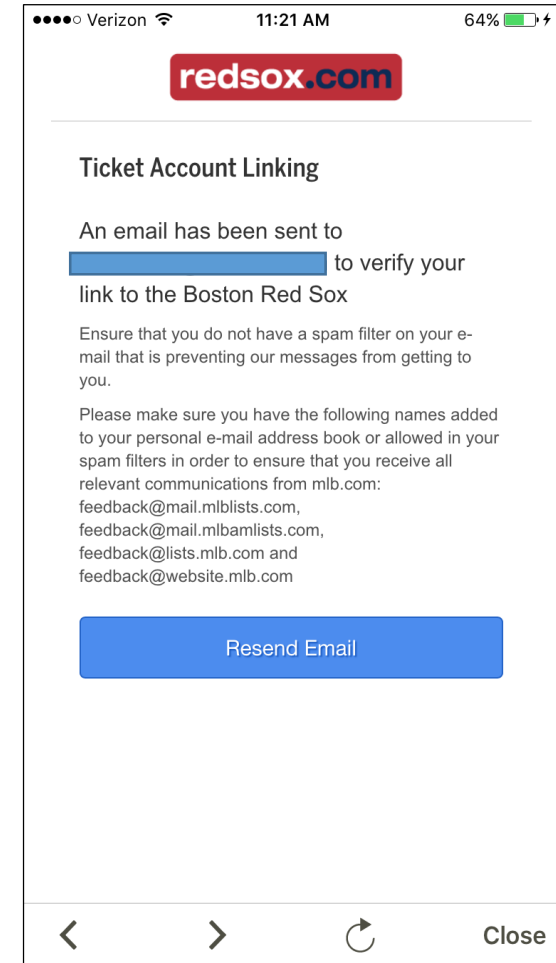 Verizon 11:21 AM 64%
redsox.com
Ticket Account Linking
An email has been sent to
to verify your
link to the Boston Red Sox
Ensure that you do not have a spam filter on your e-
mail that is preventing our messages from getting to
you.
Please make sure you have the following names added
to your personal e-mail address book or allowed in your
spam filters in order to ensure that you receive all
relevant communications from mlb.com:
feedback@mail.mlblists.com,
feedback@mail.mlbamlists.com,
feedback@lists.mlb.com and
feedback@website.mlb.com
Resend Email
Close